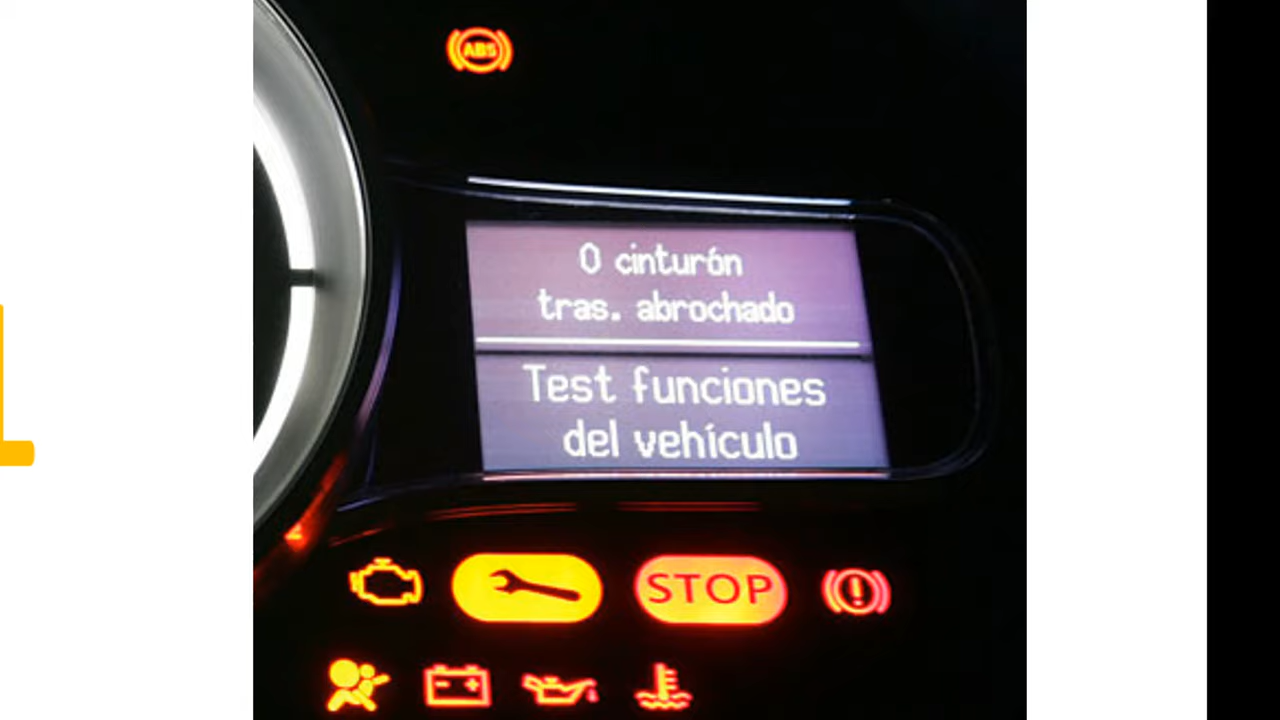 ABS
0 cinturón
tras. abrochado
Test funciones
del vehículo
STOP